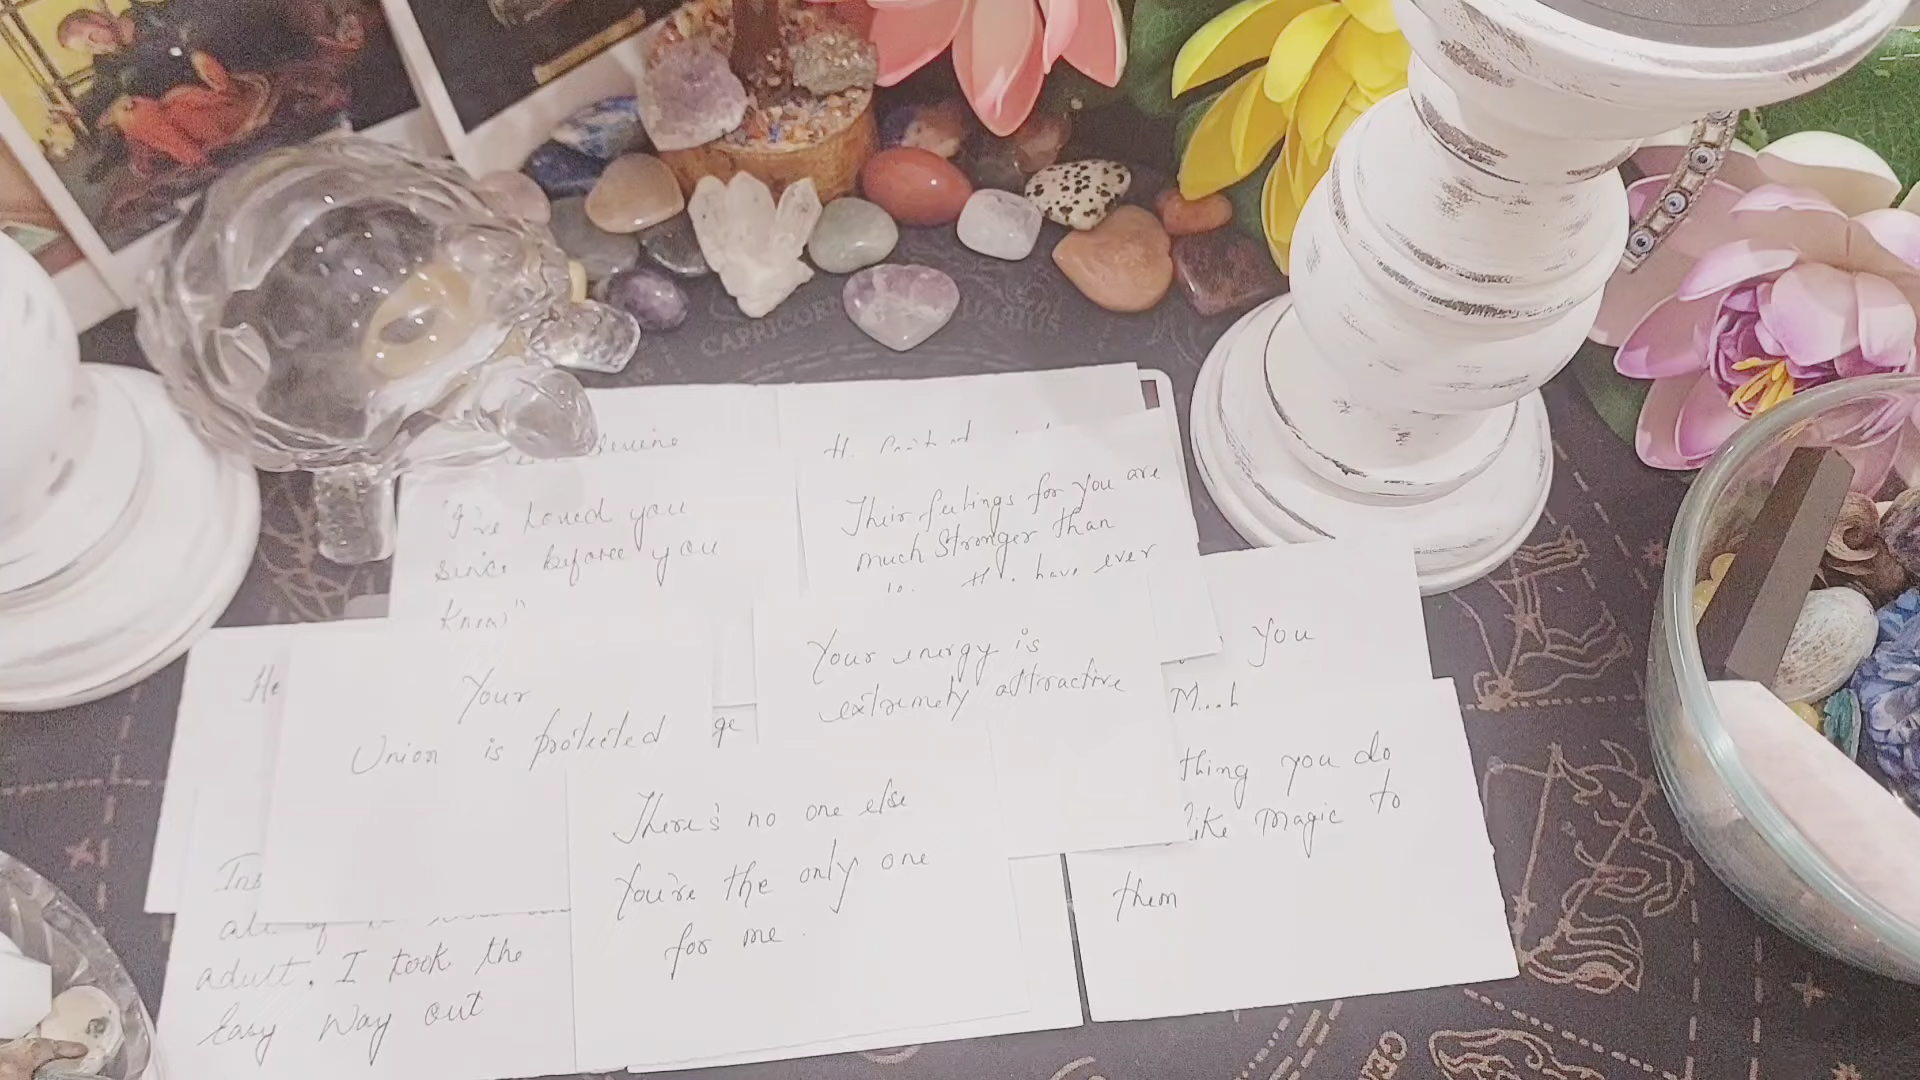 CAPRICORN
"I've loved you
since before you
knew"
Their feelings for you are
much stronger than
have ever
He
Your
Union is protected
ge
Your energy is
extremely attractive
you
There's no one else
You're the only one
for me.
thing you do
like magic to
them
adult. I took the
easy way out